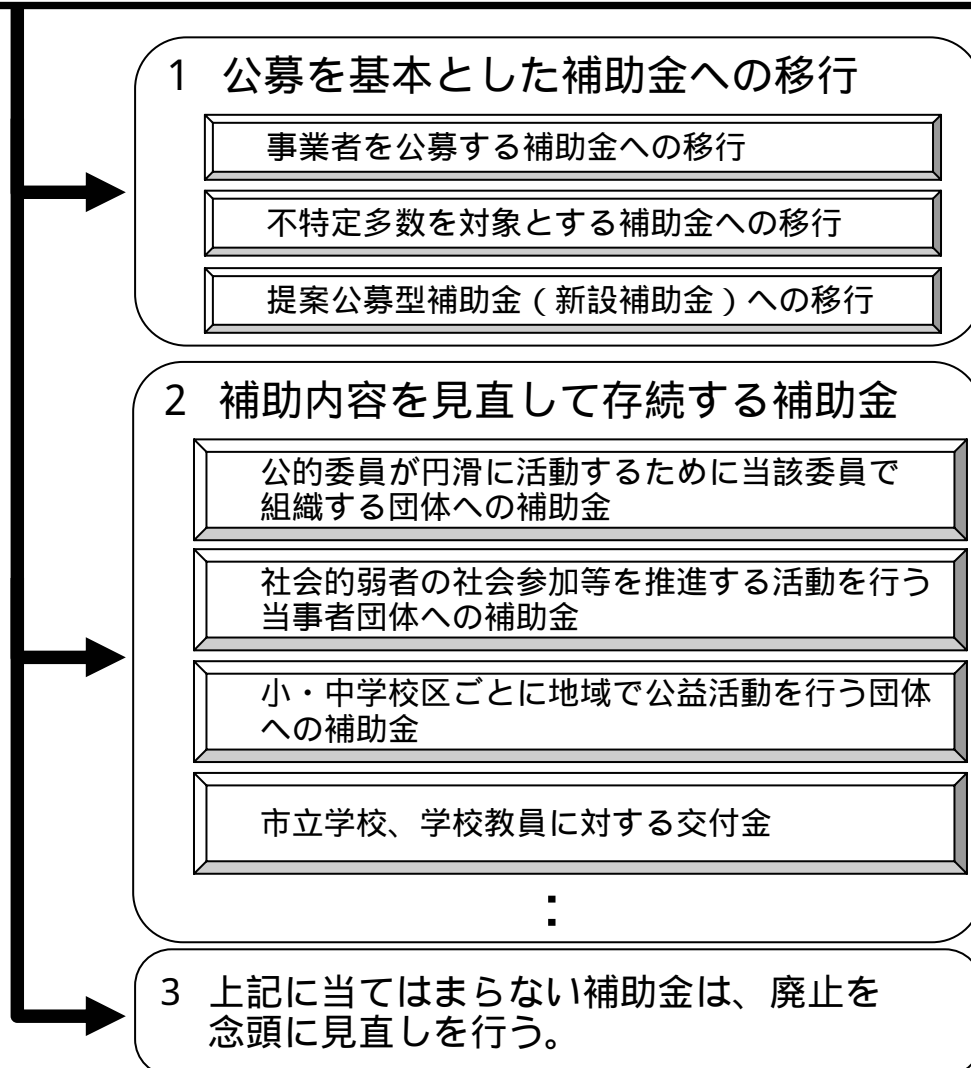 1 公募を基本とした補助金への移行
事業者を公募する補助金への移行
不特定多数を対象とする補助金への移行
提案公募型補助金(新設補助金)への移行
2 補助内容を見直して存続する補助金
公的委員が円滑に活動するために当該委員で
組織する団体への補助金
社会的弱者の社会参加等を推進する活動を行う
当事者団体への補助金
小・中学校区ごとに地域で公益活動を行う団体
への補助金
市立学校、学校教員に対する交付金
:
3 上記に当てはまらない補助金は、廃止を
念頭に見直しを行う。